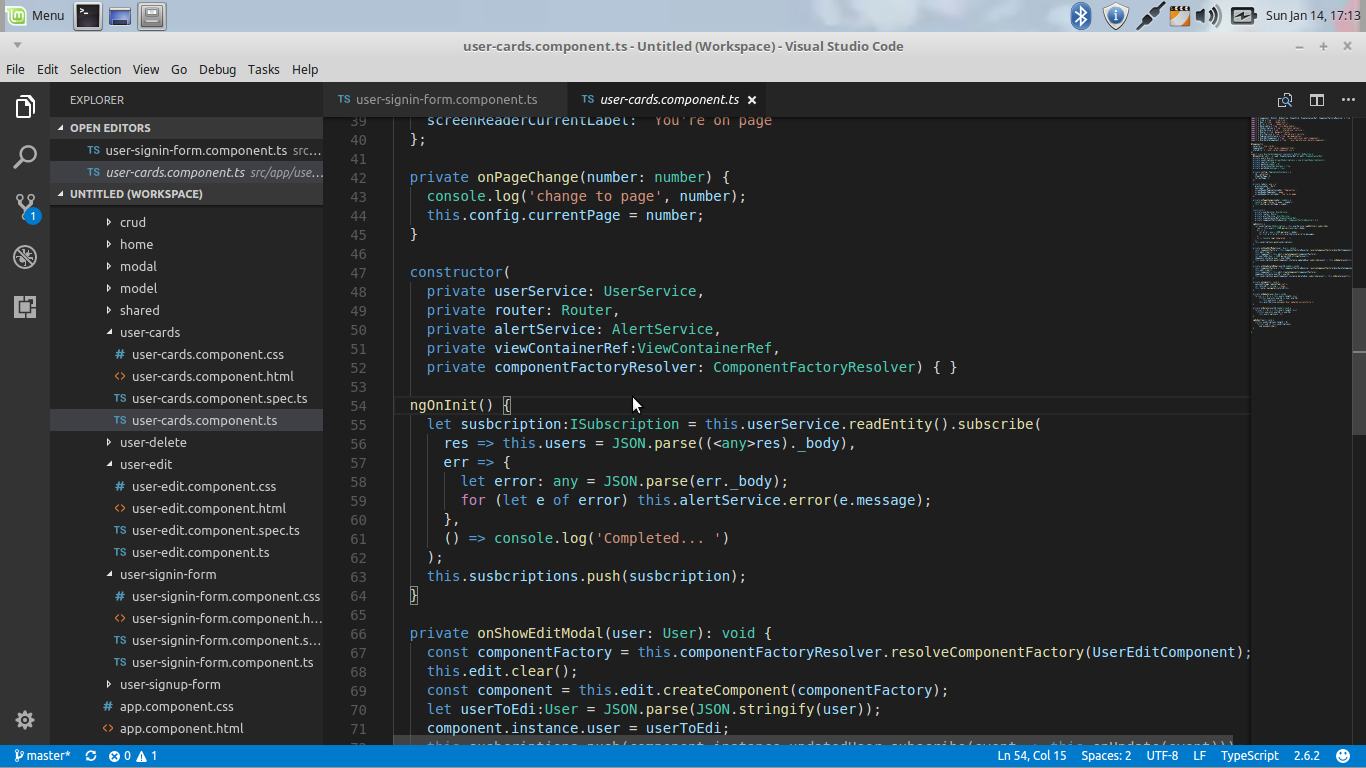 Menu
Sun Jan 14, 17:13
user-cards.component.ts - Untitled (Workspace) - Visual Studio Code
File Edit Selection View Go Debug Tasks Help
EXPLORER
OPEN EDITORS
TS user-signin-form.component.ts src...
TS user-cards.component.ts src/app/use...
UNTITLED (WORKSPACE)
crud
home
modal
model
shared
user-cards
# user-cards.component.css
<> user-cards.component.html
TS user-cards.component.spec.ts
TS user-cards.component.ts
user-delete
user-edit
# user-edit.component.css
<> user-edit.component.html
TS user-edit.component.spec.ts
TS user-edit.component.ts
user-signin-form
# user-signin-form.component.css
<> user-signin-form.component.h...
TS user-signin-form.component.s...
TS user-signin-form.component.ts
user-signup-form
# app.component.css
<> app.component.html
1
TS user-signin-form.component.ts TS user-cards.component.ts
39 screenReaderCurrentLabel: `You're on page`
40 };
41
42 private onPageChange(number: number) {
43 console.log('change to page', number);
44 this.config.currentPage = number;
45 }
46
47 constructor(
48 private userService: UserService,
49 private router: Router,
50 private alertService: AlertService,
51 private viewContainerRef:ViewContainerRef,
52 private componentFactoryResolver: ComponentFactoryResolver) { }
53
54 ngOnInit() {
55 let susbcription:ISubscription = this.userService.readEntity().subscribe(
56 res => this.users = JSON.parse((<any>res)._body),
57 err => {
58 let error: any = JSON.parse(err._body);
59 for (let e of error) this.alertService.error(e.message);
60 },
61 () => console.log('Completed... ')
62 );
63 this.susbcriptions.push(susbcription);
64 }
65
66 private onShowEditModal(user: User): void {
67 const componentFactory = this.componentFactoryResolver.resolveComponentFactory(UserEditComponent);
68 this.edit.clear();
69 const component = this.edit.createComponent(componentFactory);
70 let userToEdi:User = JSON.parse(JSON.stringify(user));
71 component.instance.user = userToEdi;
master* 0 1 Ln 54, Col 15 Spaces: 2 UTF-8 LF TypeScript 2.6.2